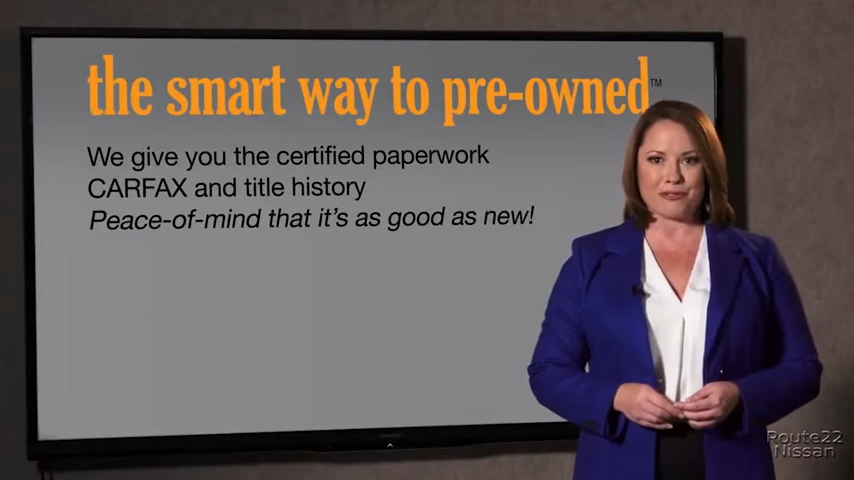 the smart way to pre-owned™
We give you the certified paperwork
CARFAX and title history
Peace-of-mind that it's as good as new!
Route22
Nissan